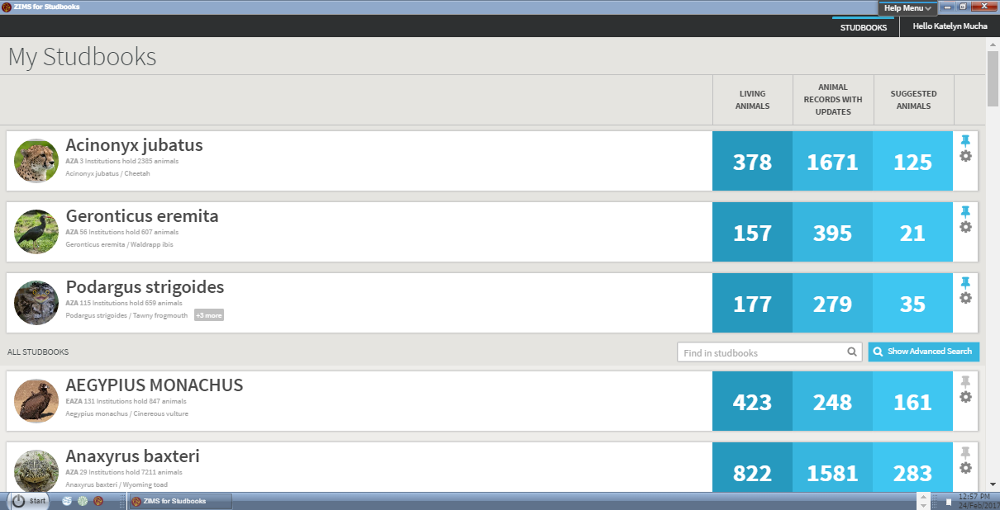 ZIMS for Studbooks
Help Menu
STUDBOOKS
Hello Katelyn Mucha
My Studbooks
LIVING
ANIMALS
ANIMAL
RECORDS WITH
UPDATES
SUGGESTED
ANIMALS
Acinonyx jubatus
AZA 3 Institutions hold 2385 animals
Acinonyx jubatus / Cheetah
378 1671 125
Geronticus eremita
AZA 56 Institutions hold 607 animals
Geronticus eremita / Waldrapp ibis
157 395 21
Podargus strigoides
AZA 115 Institutions hold 659 animals
Podargus strigoides / Tawny frogmouth +3 more
177 279 35
ALL STUDBOOKS
Find in studbooks
Show Advanced Search
AEGYPIUS MONACHUS
EAZA 131 Institutions hold 847 animals
Aegypius monachus / Cinereous vulture
423 248 161
Anaxyrus baxteri
AZA 29 Institutions hold 7211 animals
Anaxyrus baxteri / Wyoming toad
822 1581 283
Start
ZIMS for Studbooks
12:57 PM
24/Feb/2017